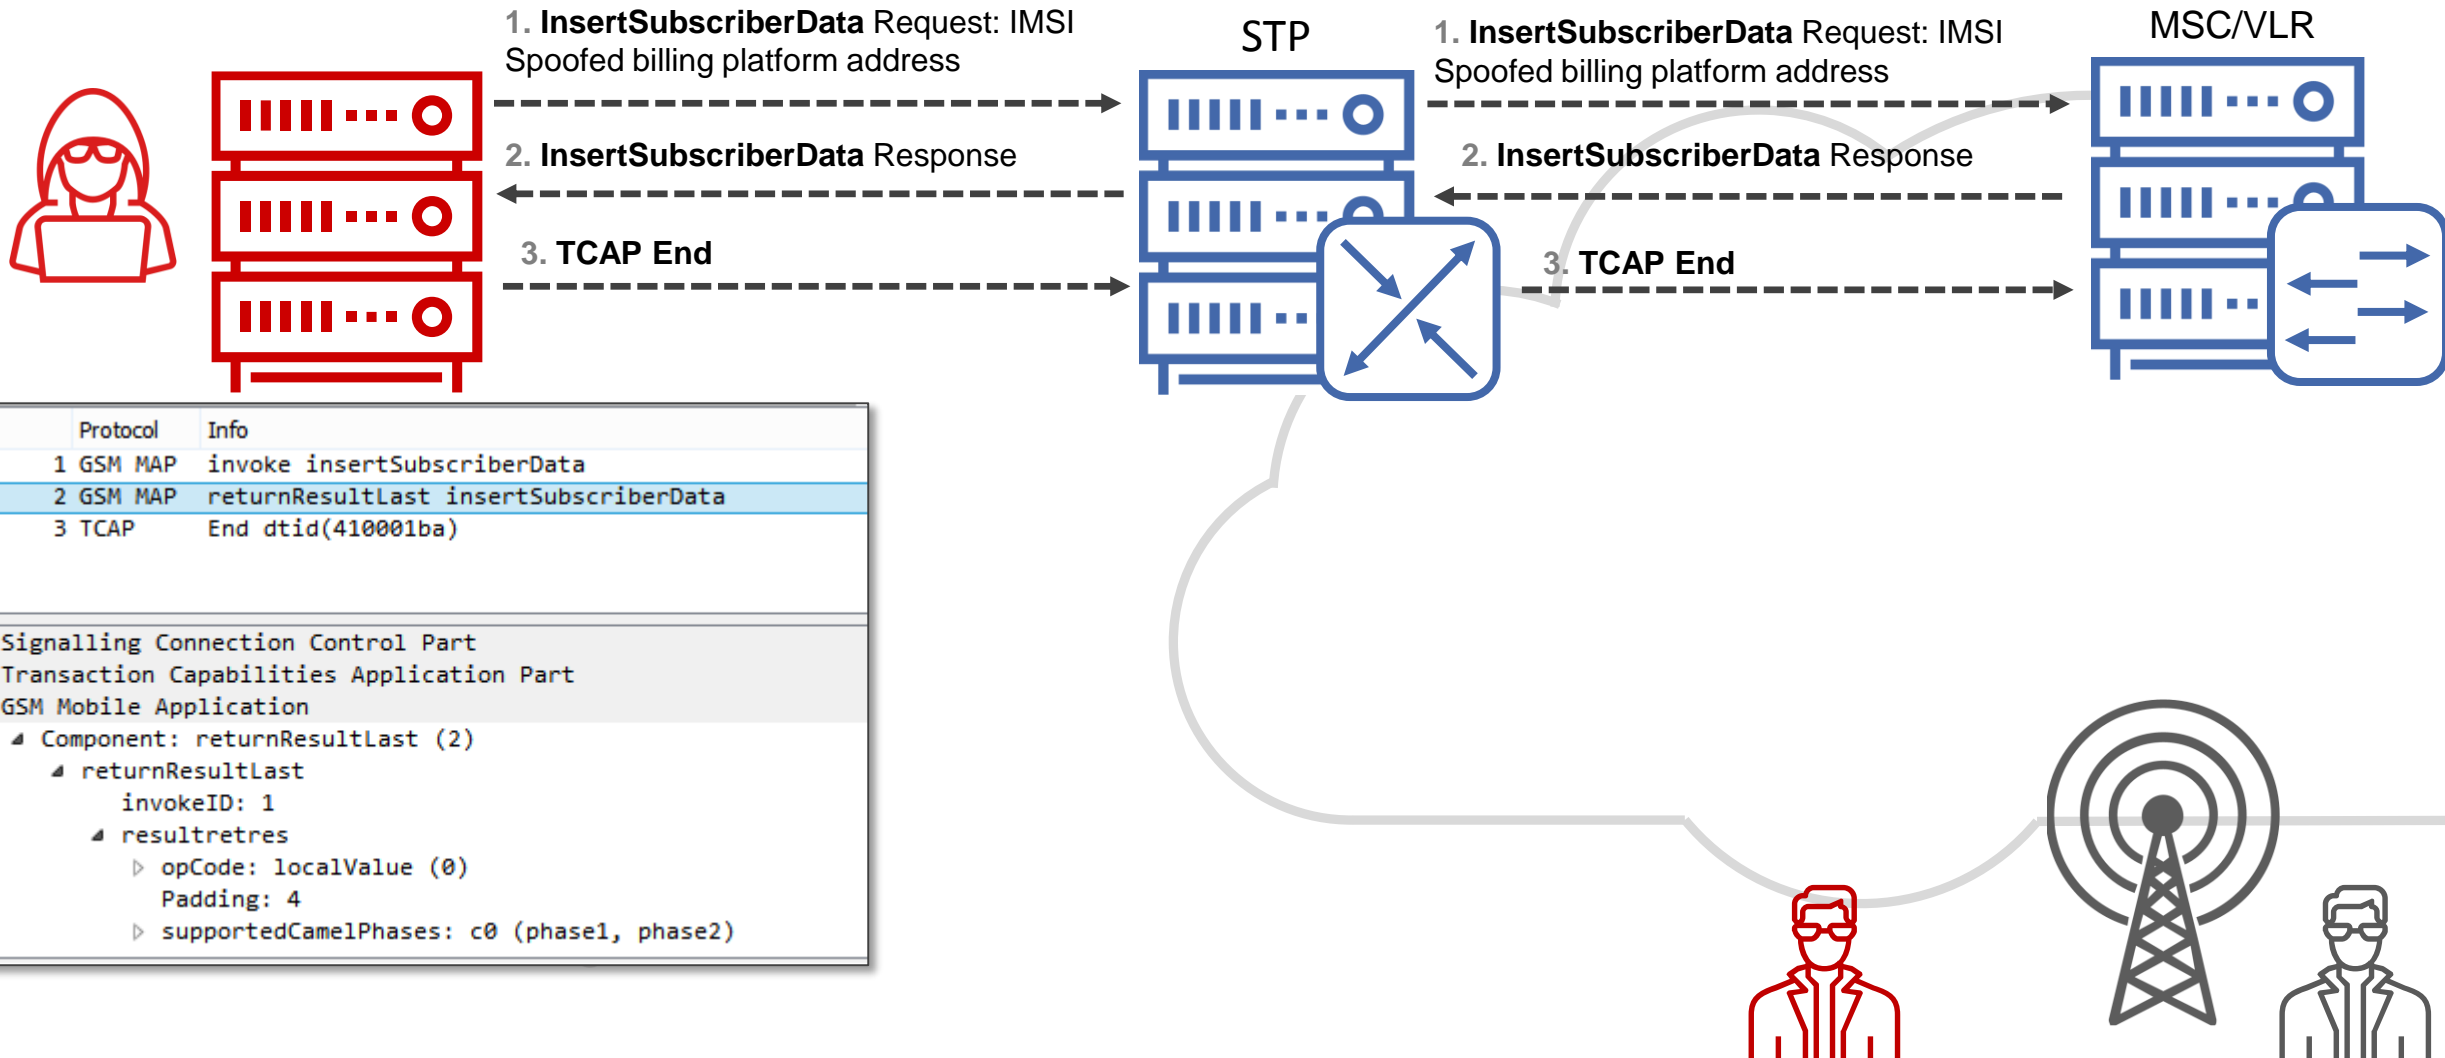 1. InsertSubscriberData Request: IMSI
Spoofed billing platform address
STP
1. InsertSubscriberData Request: IMSI
Spoofed billing platform address
MSC/VLR
2. InsertSubscriberData Response
2. InsertSubscriberData Response
3. TCAP End
3. TCAP End
Protocol Info
1 GSM MAP invoke insertSubscriberData
2 GSM MAP returnResultLast insertSubscriberData
3 TCAP End dtid(410001ba)
Signalling Connection Control Part
Transaction Capabilities Application Part
GSM Mobile Application
Component: returnResultLast (2)
returnResultLast
invokeID: 1
resultretres
opCode: localValue (0)
Padding: 4
supportedCamelPhases: c0 (phase1, phase2)